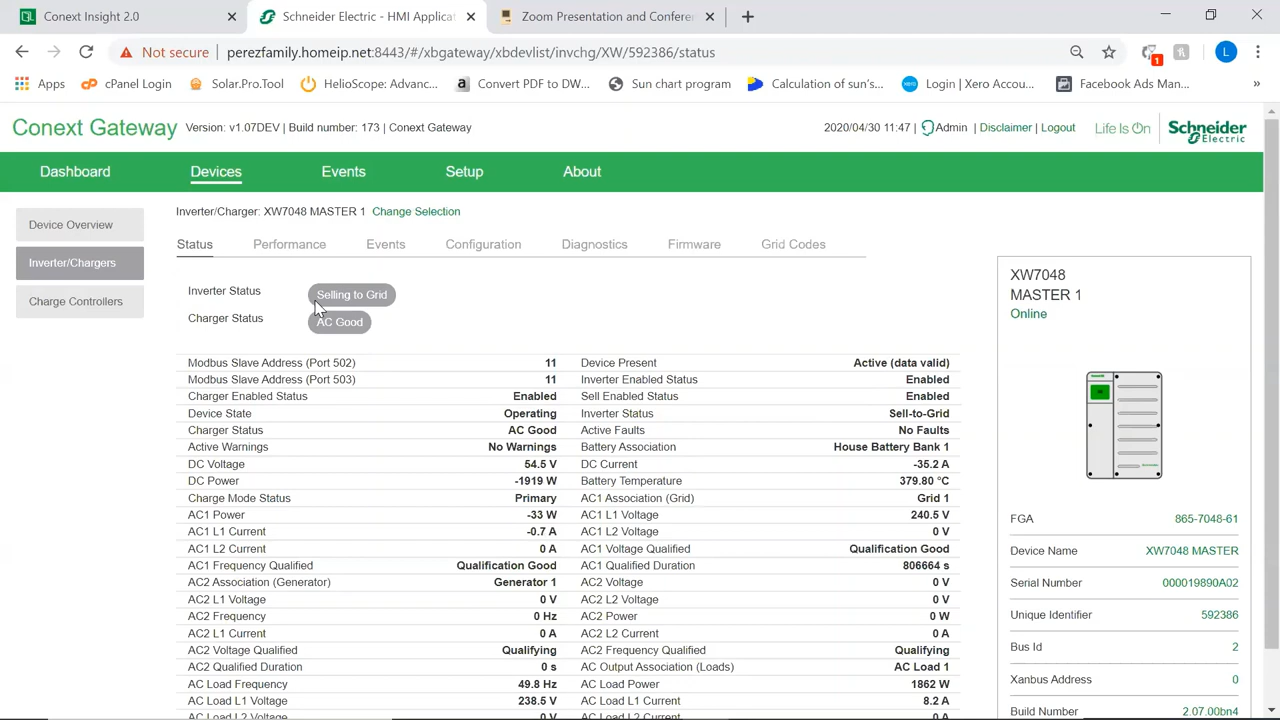 Conext Insight 2.0
Schneider Electric - HMI Applicat
Zoom Presentation and Conferen
Not secure perezfamily.homeip.net:8443/#/xbgateway/xbdevlist/invchg/XW/592386/status
1
L
Apps cPanel Login Solar.Pro.Tool HelioScope: Advanc... Convert PDF to DW... Sun chart program Calculation of sun's... Login | Xero Accou... Facebook Ads Man... »
Conext Gateway Version: v1.07DEV | Build number: 173 | Conext Gateway 2020/04/30 11:47 | Admin | Disclaimer | Logout Life Is On Schneider Electric
Dashboard Devices Events Setup About
Device Overview
Inverter/Chargers
Charge Controllers
Inverter/Charger: XW7048 MASTER 1 Change Selection
Status Performance Events Configuration Diagnostics Firmware Grid Codes
Inverter Status Selling to Grid
Charger Status AC Good
Modbus Slave Address (Port 502) 11 Device Present Active (data valid)
Modbus Slave Address (Port 503) 11 Inverter Enabled Status Enabled
Charger Enabled Status Enabled Sell Enabled Status Enabled
Device State Operating Inverter Status Sell-to-Grid
Charger Status AC Good Active Faults No Faults
Active Warnings No Warnings Battery Association House Battery Bank 1
DC Voltage 54.5 V DC Current -35.2 A
DC Power -1919 W Battery Temperature 379.80 °C
Charge Mode Status Primary AC1 Association (Grid) Grid 1
AC1 Power -33 W AC1 L1 Voltage 240.5 V
AC1 L1 Current -0.7 A AC1 L2 Voltage 0 V
AC1 L2 Current 0 A AC1 Voltage Qualified Qualification Good
AC1 Frequency Qualified Qualification Good AC1 Qualified Duration 806664 s
AC2 Association (Generator) Generator 1 AC2 Voltage 0 V
AC2 L1 Voltage 0 V AC2 L2 Voltage 0 V
AC2 Frequency 0 Hz AC2 Power 0 W
AC2 L1 Current 0 A AC2 L2 Current 0 A
AC2 Voltage Qualified Qualifying AC2 Frequency Qualified Qualifying
AC2 Qualified Duration 0 s AC Output Association (Loads) AC Load 1
AC Load Frequency 49.8 Hz AC Load Power 1862 W
AC Load L1 Voltage 238.5 V AC Load L1 Current 8.2 A
AC Load L2 Voltage 0 V AC Load L2 Current 0 A
XW7048
MASTER 1
Online
FGA 865-7048-61
Device Name XW7048 MASTER
Serial Number 000019890A02
Unique Identifier 592386
Bus Id 2
Xanbus Address 0
Build Number 2.07.00bn4